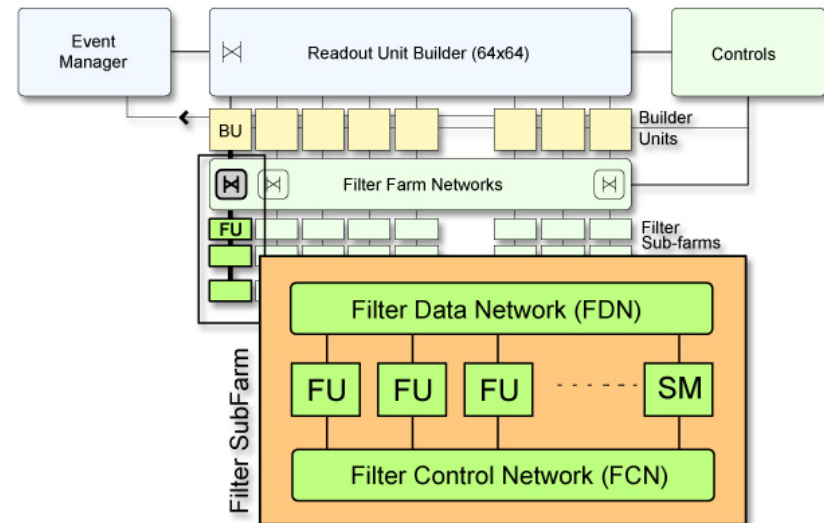 Event
Manager
Readout Unit Builder (64x64)
Controls
BU
Builder
Units
Filter Farm Networks
FU
Filter
Sub-farms
Filter SubFarm
Filter Data Network (FDN)
FU FU FU - - - - - - - SM
Filter Control Network (FCN)